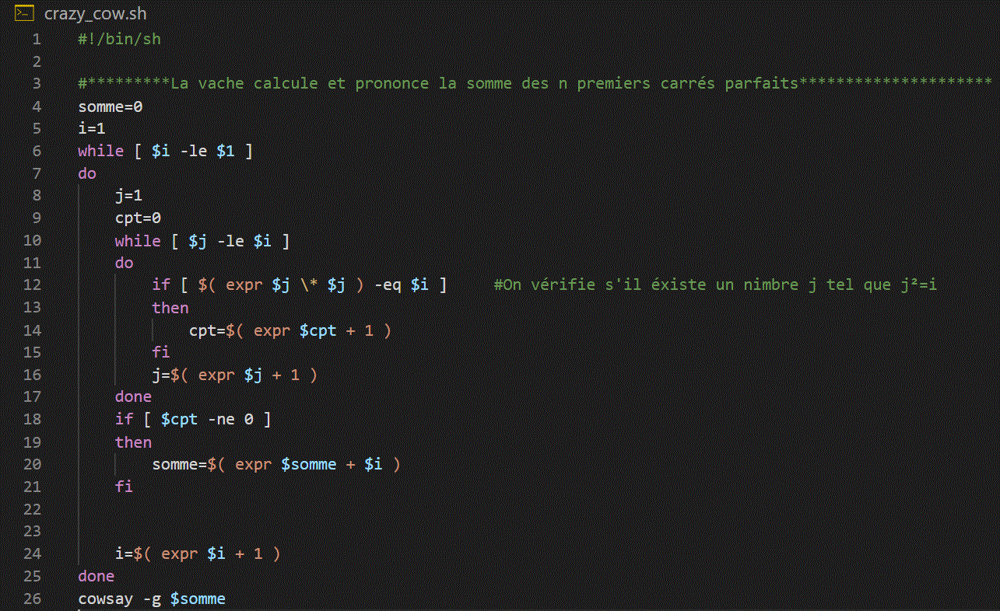 crazy_cow.sh
1 #!/bin/sh
2
3 #*********La vache calcule et prononce la somme des n premiers carrés parfaits*********************
4 somme=0
5 i=1
6 while [ $i -le $1 ]
7 do
8 j=1
9 cpt=0
10 while [ $j -le $i ]
11 do
12 if [ $( expr $j \* $j ) -eq $i ] #On vérifie s'il éxiste un nimbre j tel que j²=i
13 then
14 cpt=$( expr $cpt + 1 )
15 fi
16 j=$( expr $j + 1 )
17 done
18 if [ $cpt -ne 0 ]
19 then
20 somme=$( expr $somme + $i )
21 fi
22
23
24 i=$( expr $i + 1 )
25 done
26 cowsay -g $somme